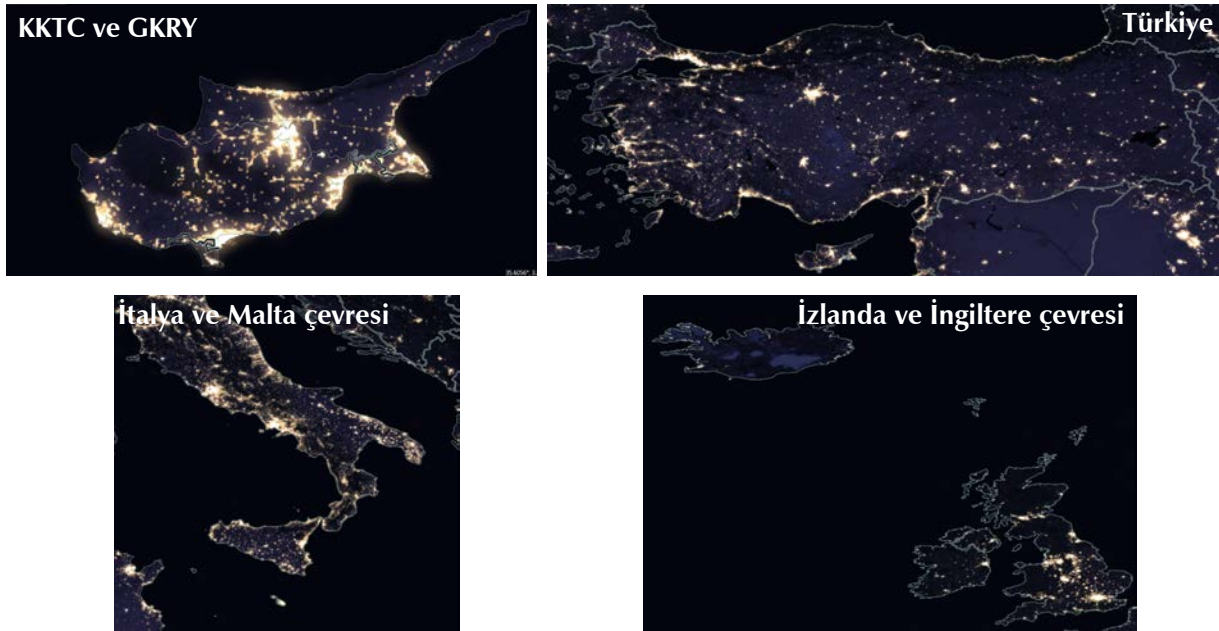 KKTC ve GKRY
Türkiye
İtalya ve Malta çevresi
İzlanda ve İngiltere çevresi